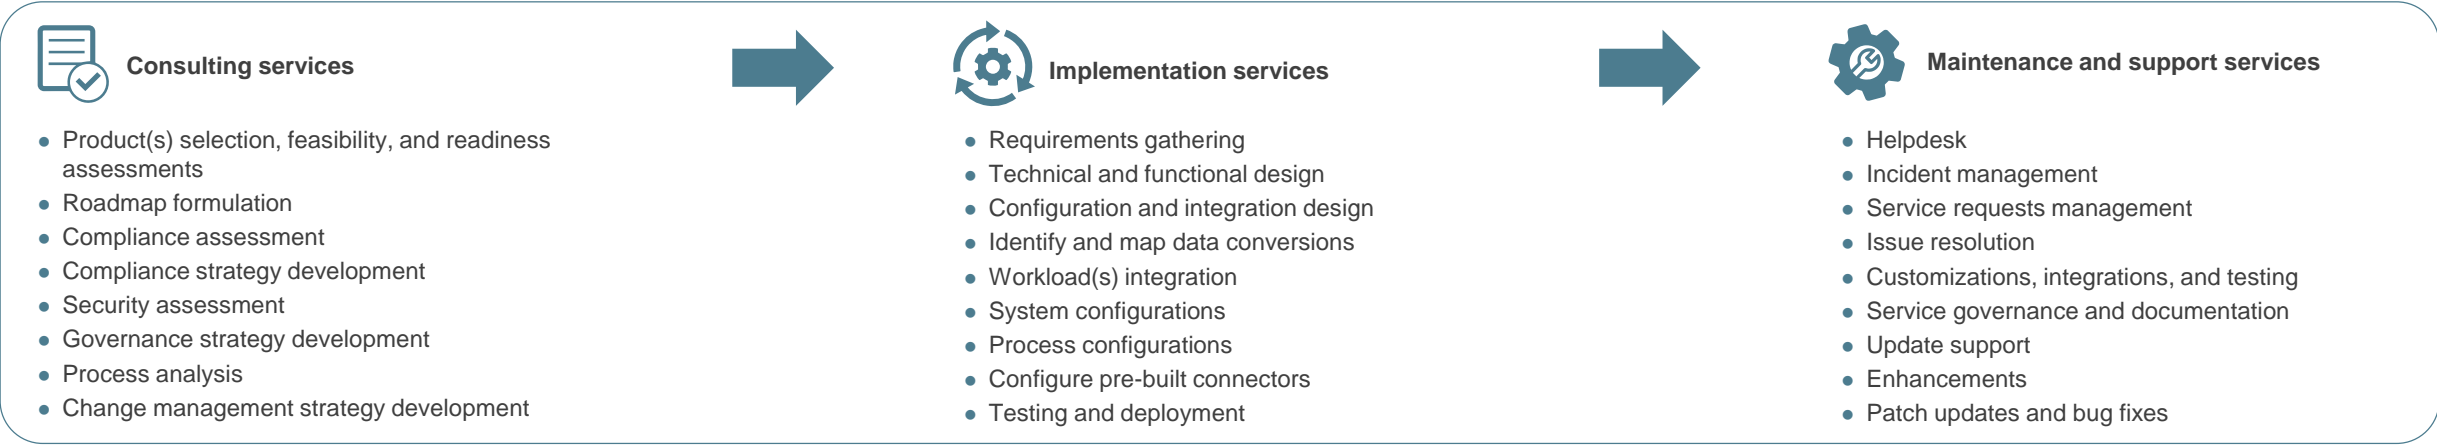 Consulting services
● Product(s) selection, feasibility, and readiness
assessments
● Roadmap formulation
● Compliance assessment
● Compliance strategy development
● Security assessment
● Governance strategy development
● Process analysis
● Change management strategy development
Implementation services
● Requirements gathering
● Technical and functional design
● Configuration and integration design
● Identify and map data conversions
● Workload(s) integration
● System configurations
● Process configurations
● Configure pre-built connectors
● Testing and deployment
Maintenance and support services
● Helpdesk
● Incident management
● Service requests management
● Issue resolution
● Customizations, integrations, and testing
● Service governance and documentation
● Update support
● Enhancements
● Patch updates and bug fixes